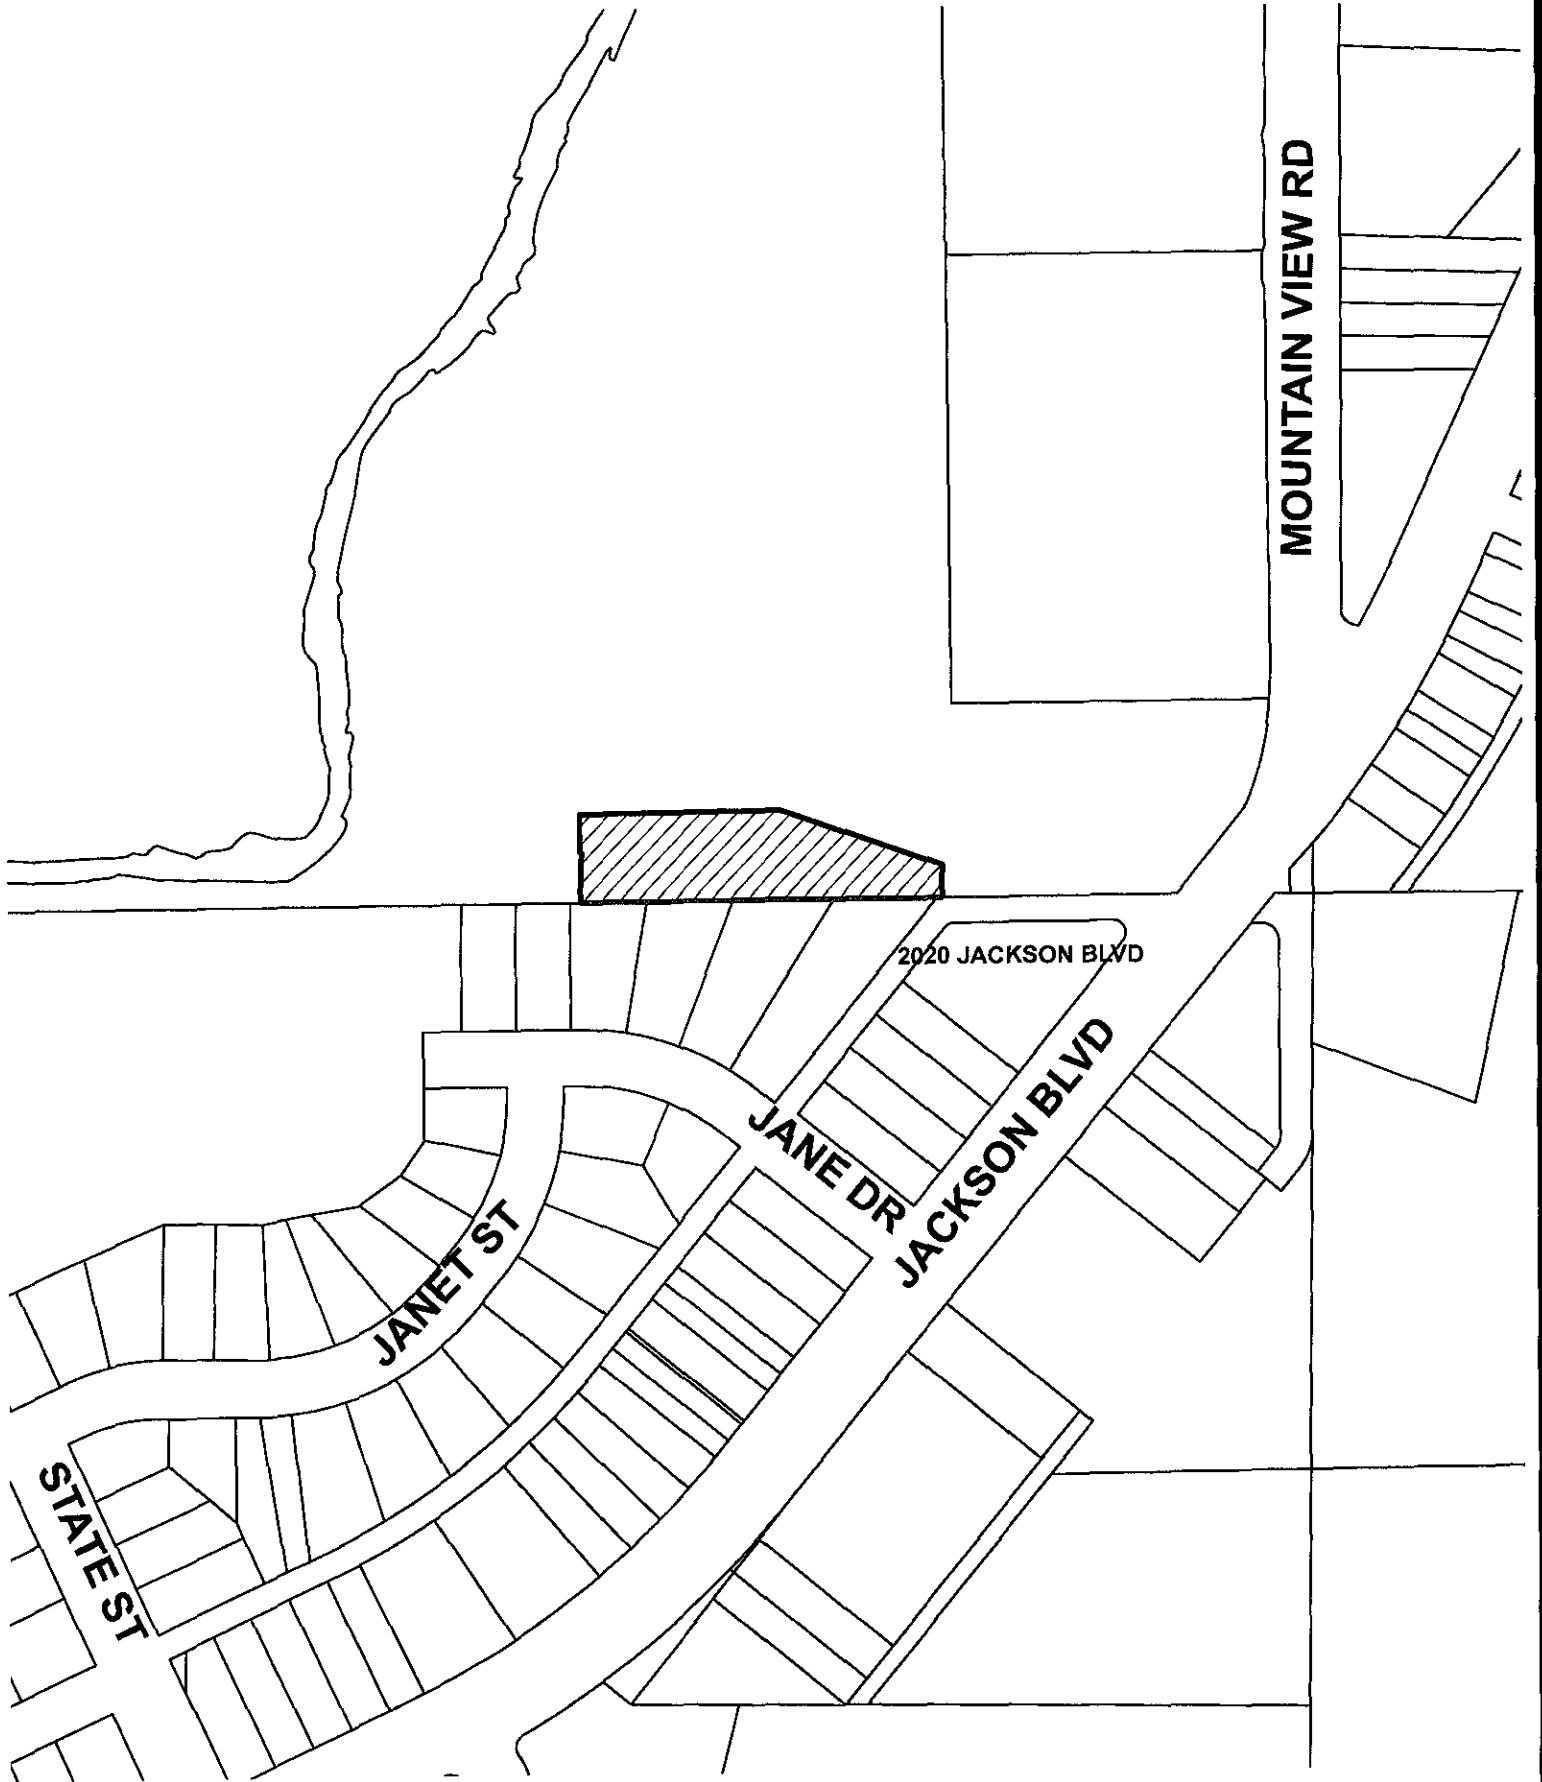 MOUNTAIN VIEW RD
2020 JACKSON BLVD
JACKSON BLVD
JANE DR
JANET ST
STATE ST